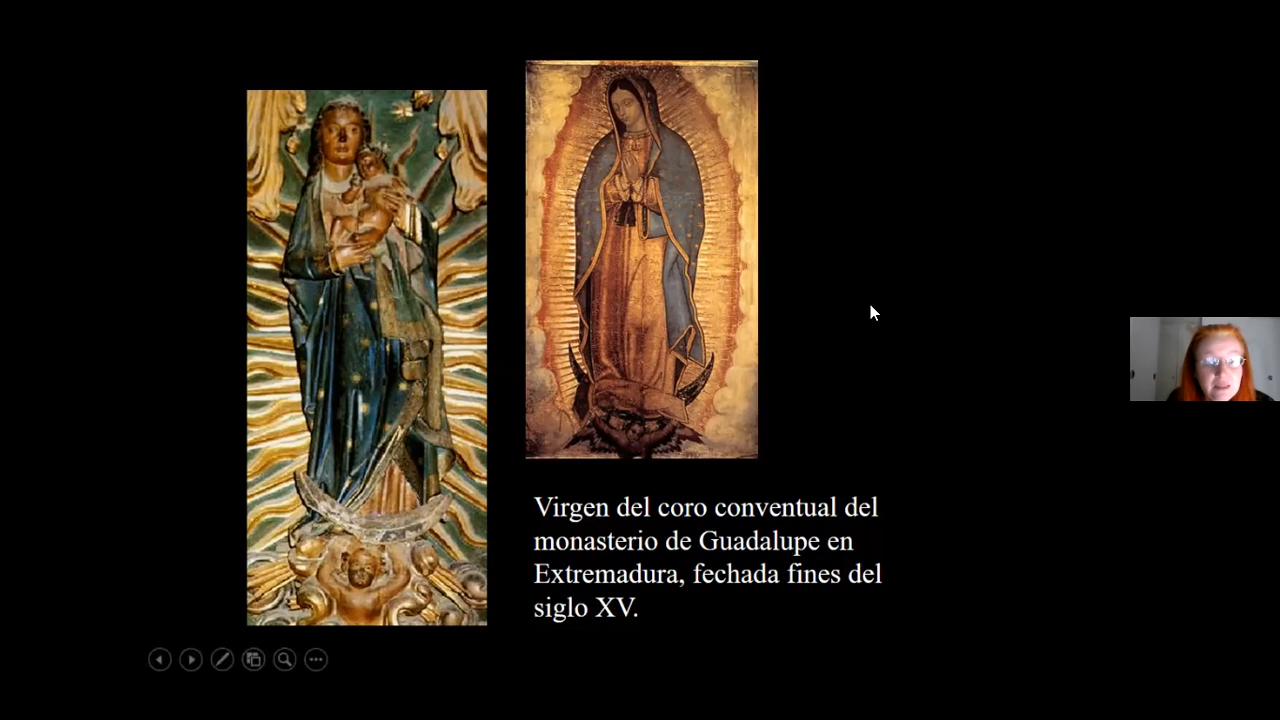 Virgen del coro conventual del
monasterio de Guadalupe en
Extremadura, fechada fines del
siglo XV.